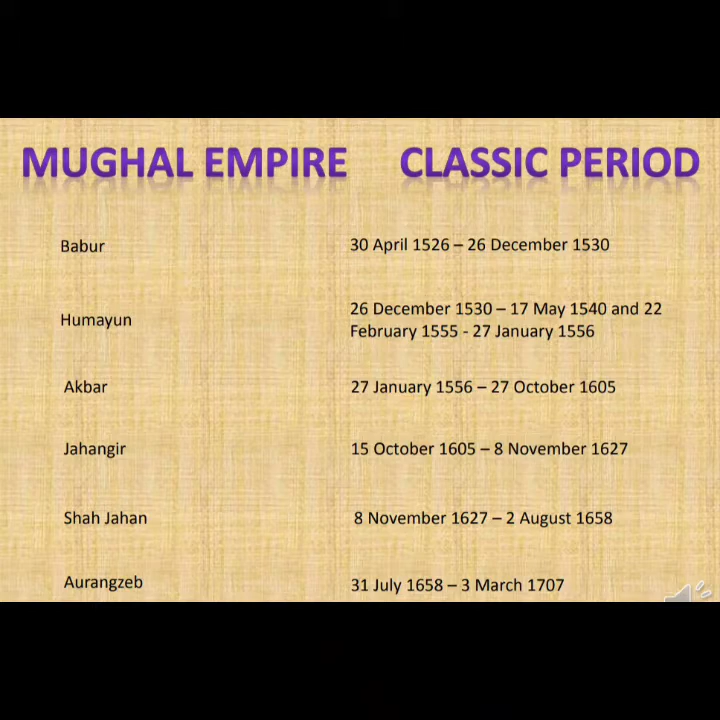 MUGHAL EMPIRE CLASSIC PERIOD
Babur 30 April 1526 – 26 December 1530
Humayun 26 December 1530 – 17 May 1540 and 22
February 1555 - 27 January 1556
Akbar 27 January 1556 – 27 October 1605
Jahangir 15 October 1605 – 8 November 1627
Shah Jahan 8 November 1627 – 2 August 1658
Aurangzeb 31 July 1658 – 3 March 1707